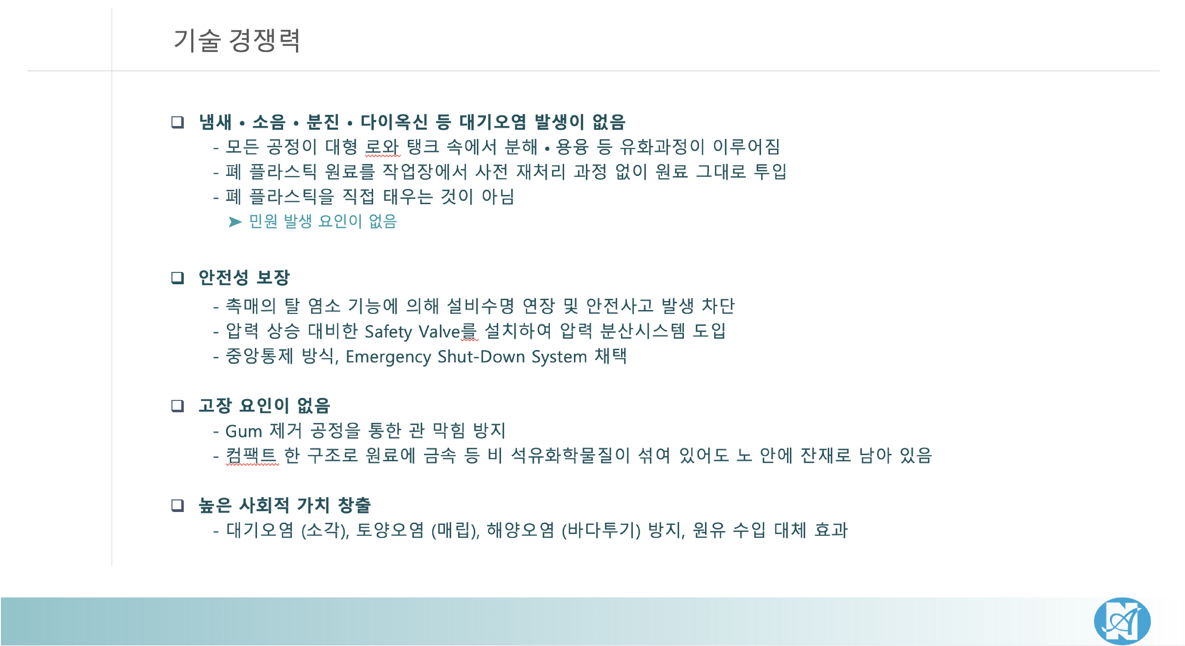 기술 경쟁력
❑ 냄새 • 소음 • 분진 • 다이옥신 등 대기오염 발생이 없음
- 모든 공정이 대형 로와 탱크 속에서 분해 • 용융 등 유화과정이 이루어짐
- 폐 플라스틱 원료를 작업장에서 사전 재처리 과정 없이 원료 그대로 투입
- 폐 플라스틱을 직접 태우는 것이 아님
➤ 민원 발생 요인이 없음
❑ 안전성 보장
- 촉매의 탈 염소 기능에 의해 설비수명 연장 및 안전사고 발생 차단
- 압력 상승 대비한 Safety Valve를 설치하여 압력 분산시스템 도입
- 중앙통제 방식, Emergency Shut-Down System 채택
❑ 고장 요인이 없음
- Gum 제거 공정을 통한 관 막힘 방지
- 컴팩트 한 구조로 원료에 금속 등 비 석유화학물질이 섞여 있어도 노 안에 잔재로 남아 있음
❑ 높은 사회적 가치 창출
- 대기오염 (소각), 토양오염 (매립), 해양오염 (바다투기) 방지, 원유 수입 대체 효과